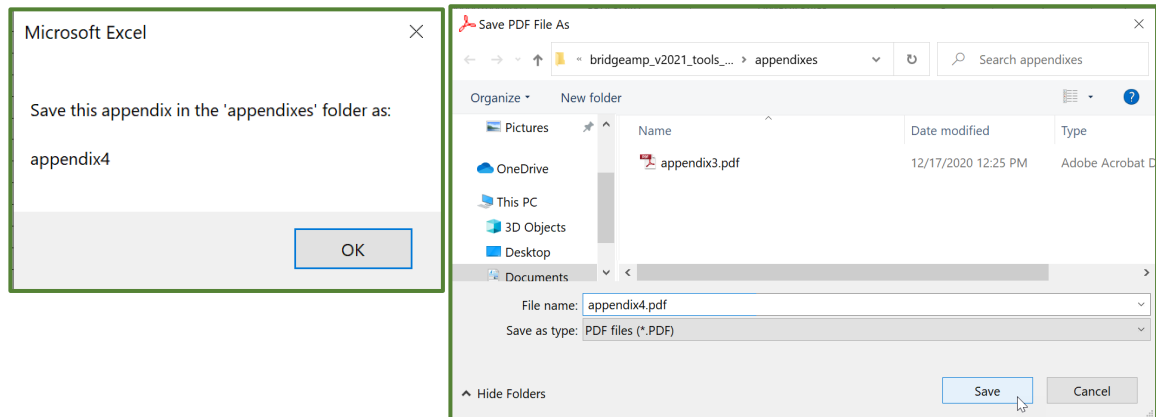 Microsoft Excel
Save this appendix in the 'appendixes' folder as:
appendix4
OK
Save PDF File As
« bridgeamp_v2021_tools_... > appendixes
Search appendixes
Organize
New folder
Pictures
OneDrive
This PC
3D Objects
Desktop
Documents
Name
Date modified
Type
appendix3.pdf
12/17/2020 12:25 PM
Adobe Acrobat D
File name: appendix4.pdf
Save as type: PDF files (*.PDF)
Hide Folders
Save
Cancel